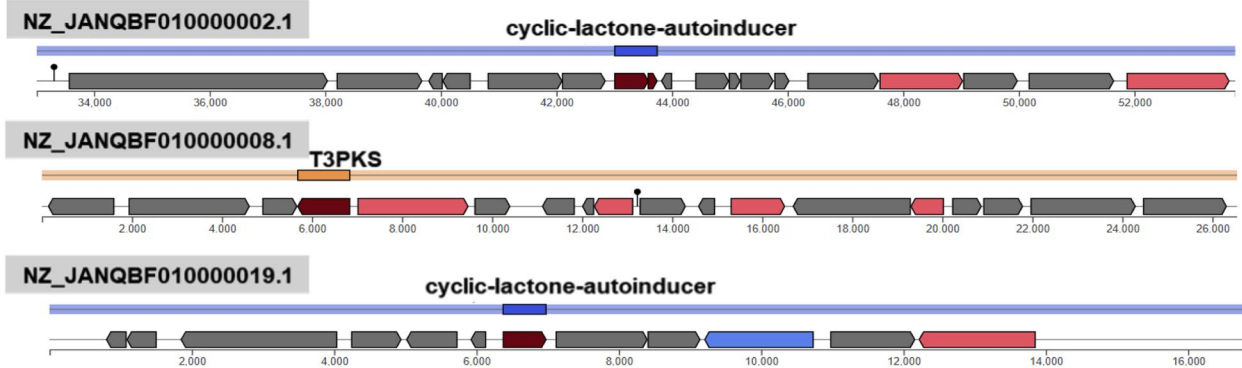 NZ_JANQBF010000002.1
cyclic-lactone-autoinducer
34,000 36,000 38,000 40,000 42,000 44,000 46,000 48,000 50,000 52,000
NZ_JANQBF010000008.1
T3PKS
2.000 4.000 6.000 8.000 10.000 12.000 14.000 16.000 18.000 20.000 22.000 24.000 26.000
NZ_JANQBF010000019.1
cyclic-lactone-autoinducer
2.000 4.000 6.000 8.000 10.000 12.000 14.000 16.000